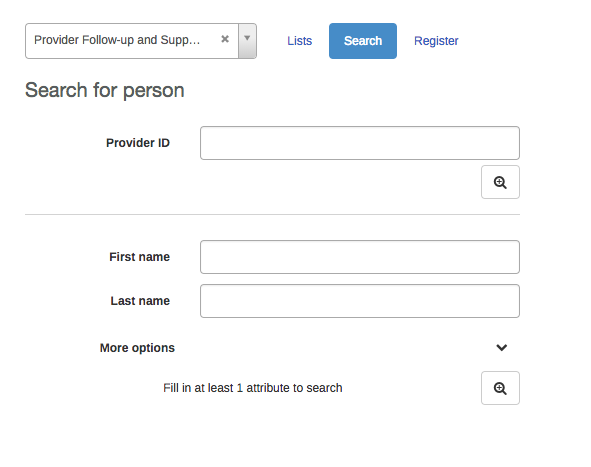 Provider Follow-up and Supp... Lists Search Register
Search for person
Provider ID
First name
Last name
More options
Fill in at least 1 attribute to search